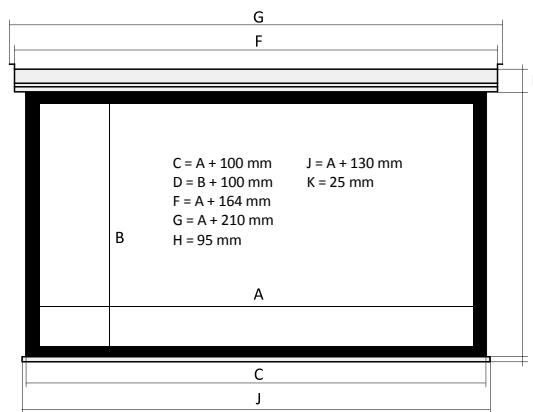 G
F
C = A + 100 mm J = A + 130 mm
D = B + 100 mm K = 25 mm
F = A + 164 mm
G = A + 210 mm
B H = 95 mm
A
C
J